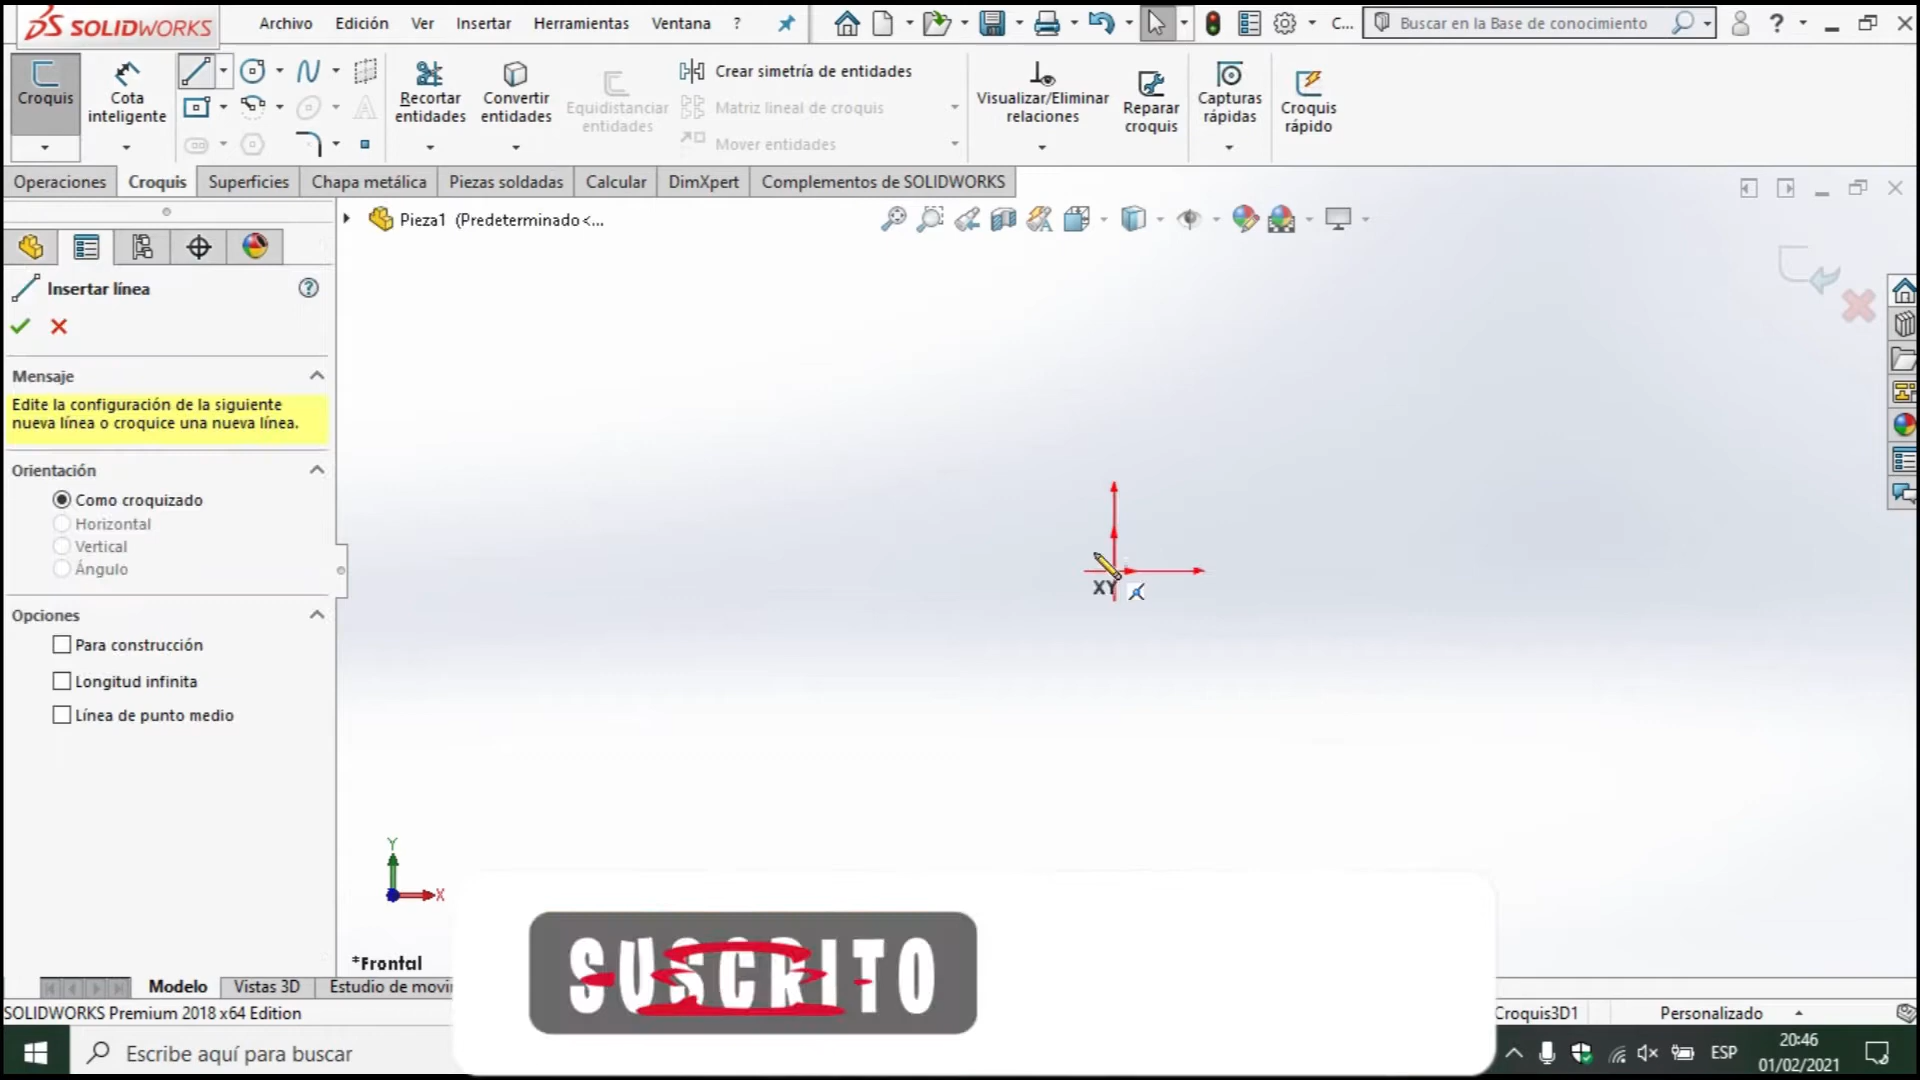 SOLIDWORKS
Archivo Edición Ver Insertar Herramientas Ventana ?
C...
Buscar en la Base de conocimiento
?
Croquis
Cota inteligente
Recortar entidades
Convertir entidades
Equidistanciar entidades
Crear simetría de entidades
Matriz lineal de croquis
Mover entidades
Visualizar/Eliminar relaciones
Reparar croquis
Capturas rápidas
Croquis rápido
Operaciones Croquis Superficies Chapa metálica Piezas soldadas Calcular DimXpert Complementos de SOLIDWORKS
Pieza1 (Predeterminado<...
Insertar línea
Mensaje
Edite la configuración de la siguiente
nueva línea o croquice una nueva línea.
Orientación
Como croquizado
Horizontal
Vertical
Ángulo
Opciones
Para construcción
Longitud infinita
Línea de punto medio
XY
Y
X
*Frontal
SUSCRITO
Modelo Vistas 3D Estudio de movi
SOLIDWORKS Premium 2018 x64 Edition
Croquis3D1
Personalizado
Escribe aquí para buscar
ESP
20:46
01/02/2021